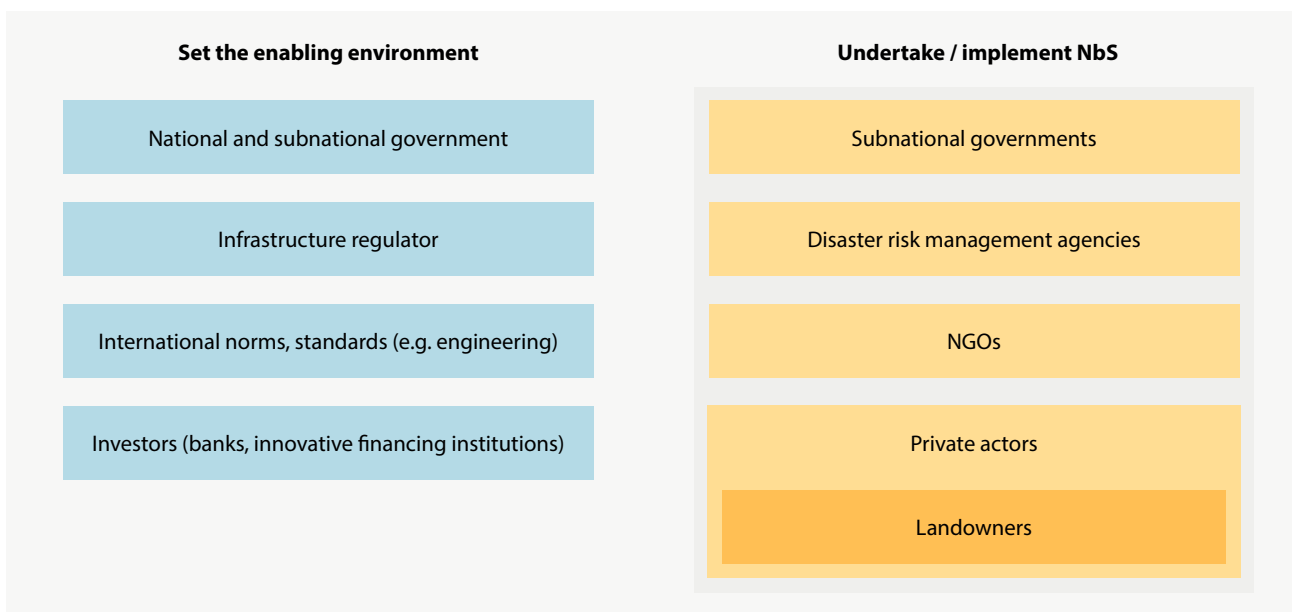 Set the enabling environment
National and subnational government
Infrastructure regulator
International norms, standards (e.g. engineering)
Investors (banks, innovative financing institutions)
Undertake / implement NbS
Subnational governments
Disaster risk management agencies
NGOs
Private actors
Landowners